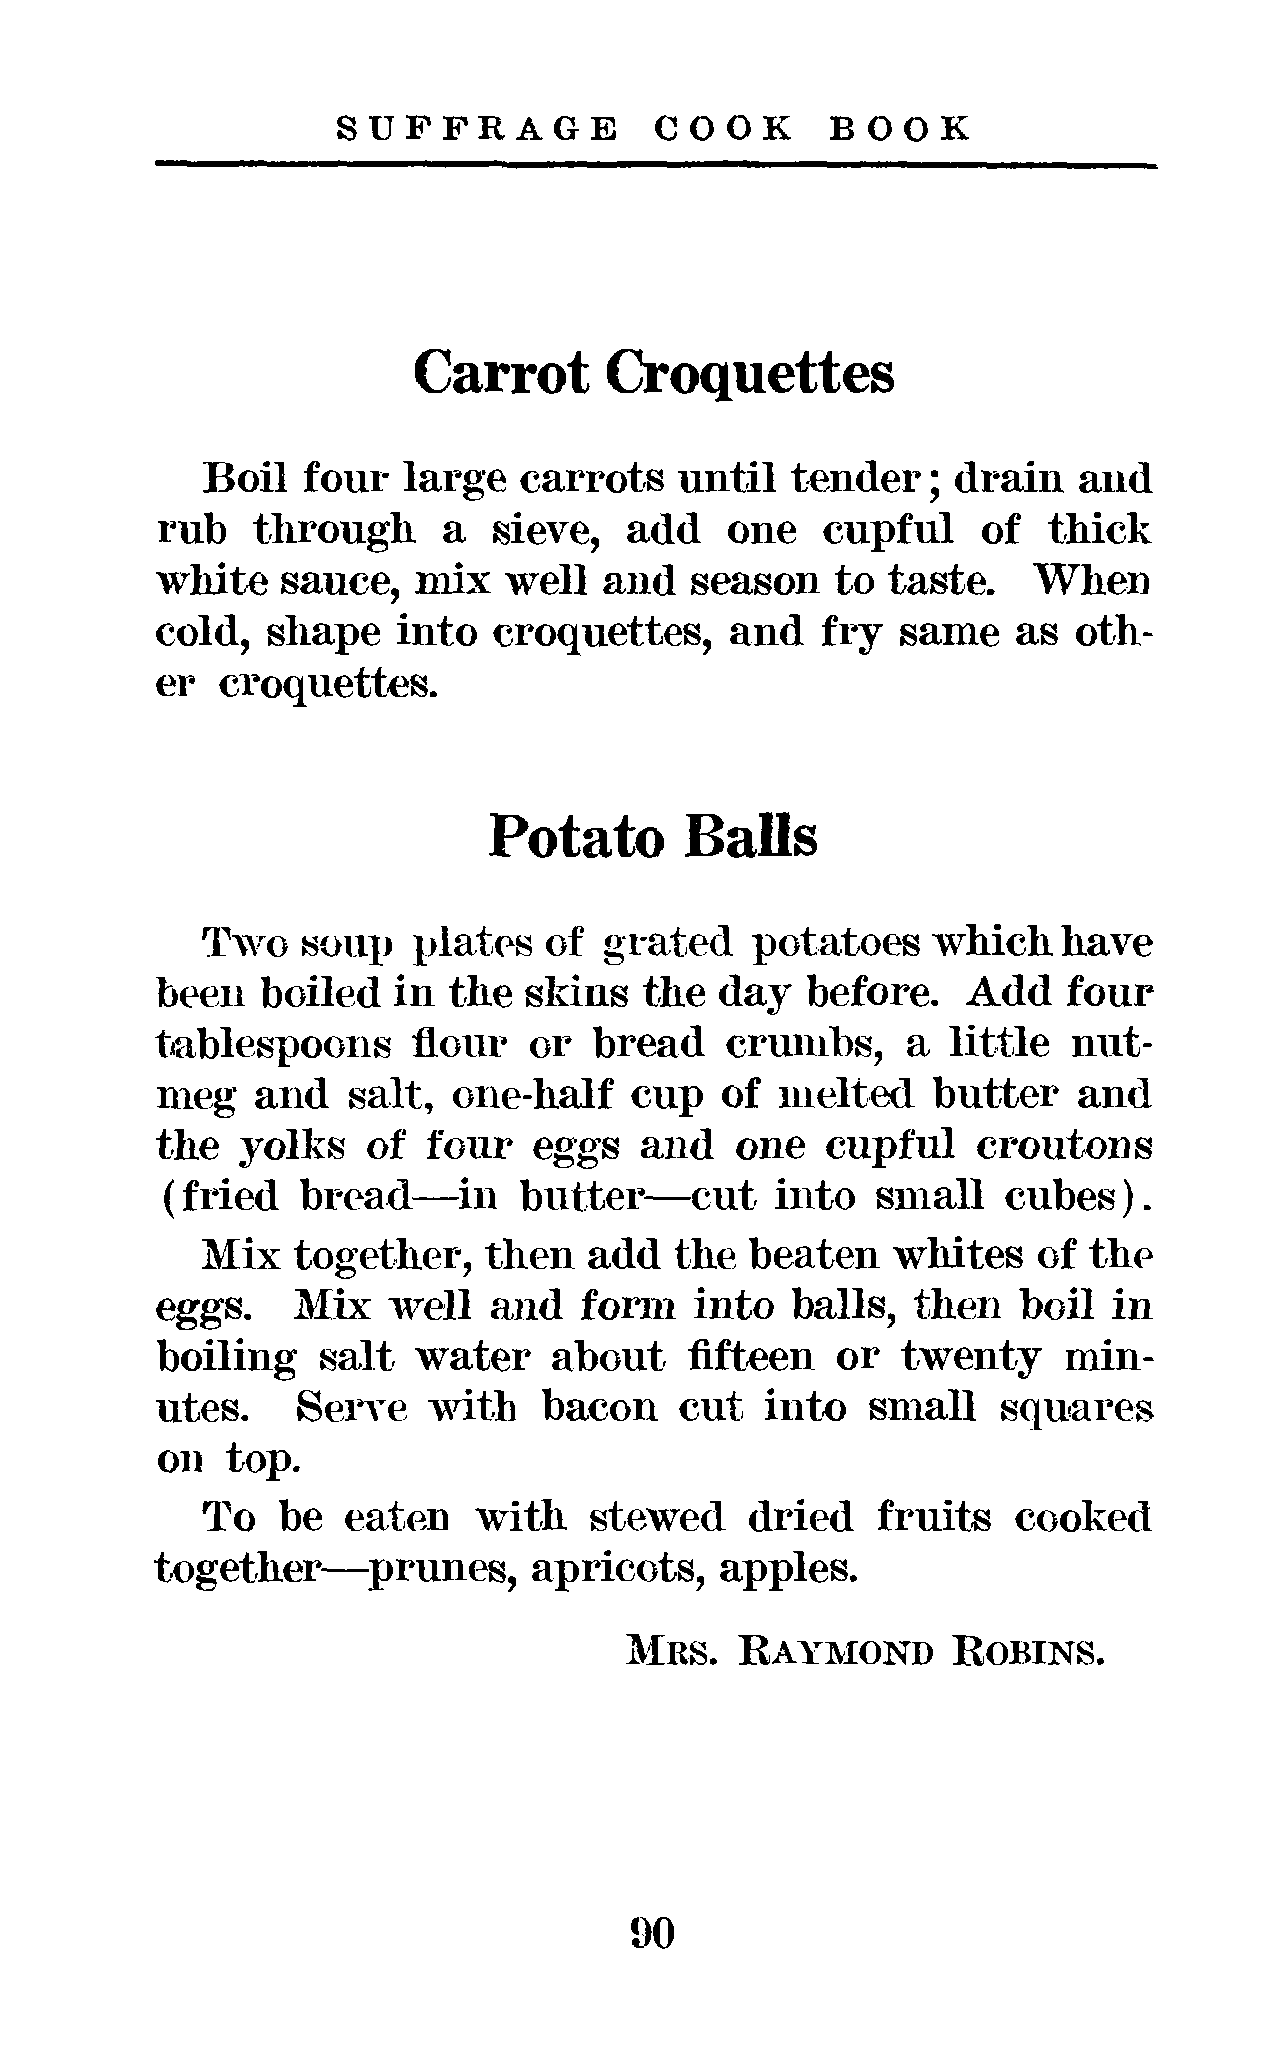 SUFFRAGE COOK BOOK
Carrot Croquettes
Boil four large carrots until tender; drain and
rub through a sieve, add one cupful of thick
white sauce, mix well and season to taste. When
cold, shape into croquettes, and fry same as oth-
er croquettes.
Potato Balls
Two soup plates of grated potatoes which have
been boiled in the skins the day before. Add four
tablespoons flour or bread crumbs, a little nut-
meg and salt, one-half cup of melted butter and
the yolks of four eggs and one cupful croutons
(fried bread—in butter—cut into small cubes).
Mix together, then add the beaten whites of the
eggs. Mix well and form into balls, then boil in
boiling salt water about fifteen or twenty min-
utes. Serve with bacon cut into small squares
on top.
To be eaten with stewed dried fruits cooked
together—prunes, apricots, apples.
MRS. RAYMOND ROBINS.
90